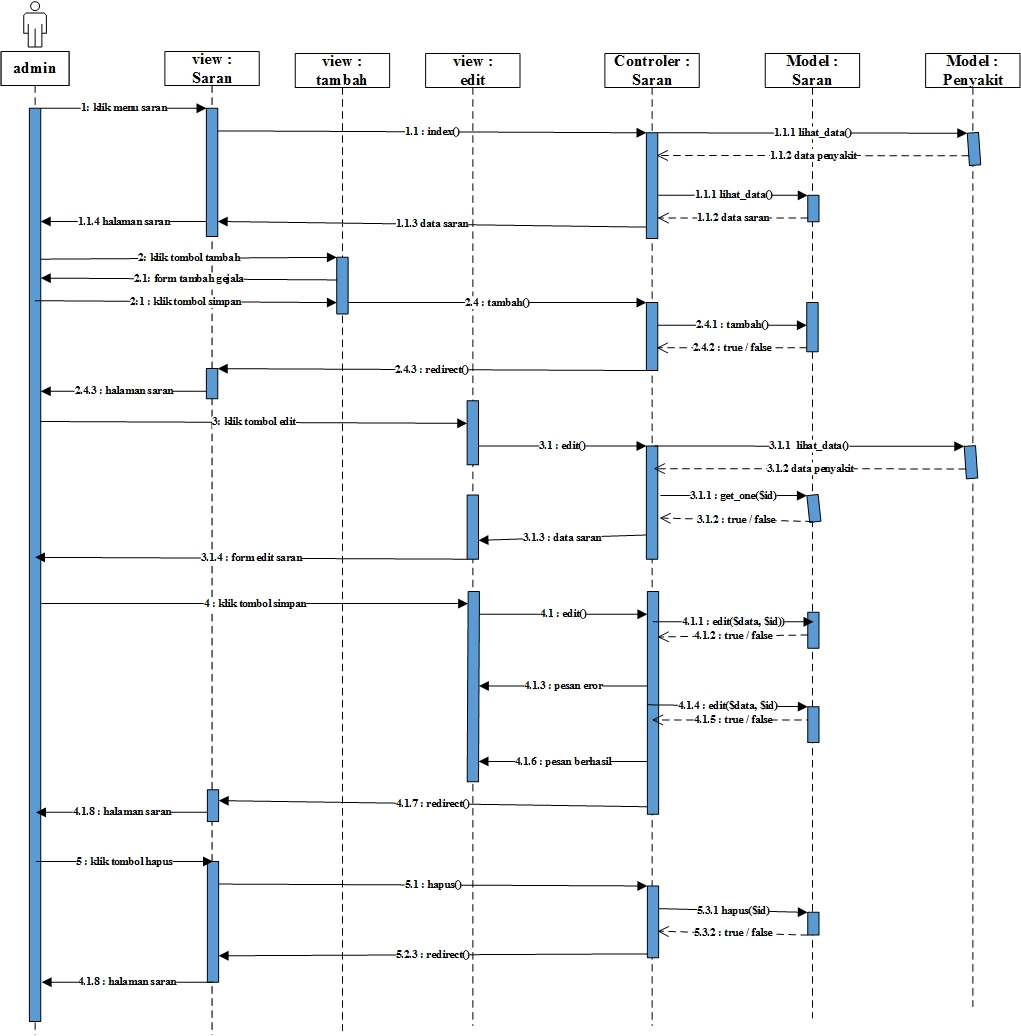 admin
view :
Saran
view :
tambah
view :
edit
Controler :
Saran
Model :
Saran
Model :
Penyakit
1: klik menu saran
1.1 : index()
1.1.1 lihat_data()
1.1.2 data penyakit
1.1.1 lihat_data()
1.1.2 data saran
1.1.3 data saran
1.1.4 halaman saran
2: klik tombol tambah
2.1: form tambah gejala
2:1 : klik tombol simpan
2.4 : tambah()
2.4.1 : tambah()
2.4.2 : true / false
2.4.3 : redirect()
2.4.3 : halaman saran
3: klik tombol edit
3.1 : edit()
3.1.1 lihat_data()
3.1.2 data penyakit
3.1.1 : get_one($id)
3.1.2 : true / false
3.1.3 : data saran
3.1.4 : form edit saran
4 : klik tombol simpan
4.1 : edit()
4.1.1 : edit($data, $id))
4.1.2 : true / false
4.1.3 : pesan eror
4.1.4 : edit($data, $id)
4.1.5 : true / false
4.1.6 : pesan berhasil
4.1.7 : redirect()
4.1.8 : halaman saran
5 : klik tombol hapus
5.1 : hapus()
5.3.1 hapus($id)
5.3.2 : true / false
5.2.3 : redirect()
4.1.8 : halaman saran